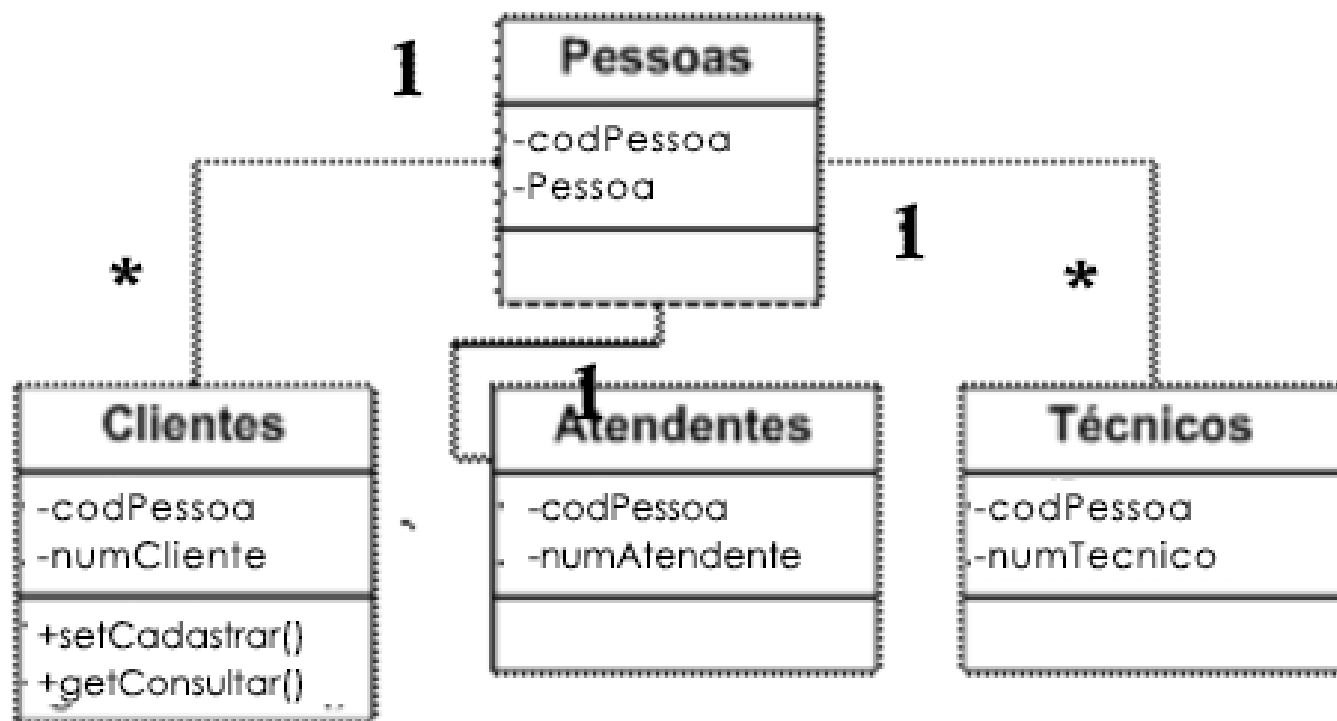 1
Pessoas
-codPessoa
-Pessoa
1
*
*
1
Clientes
-codPessoa
-numCliente
+setCadastrar()
+getConsultar()
Atendentes
-codPessoa
-numAtendente
Técnicos
-codPessoa
-numTecnico